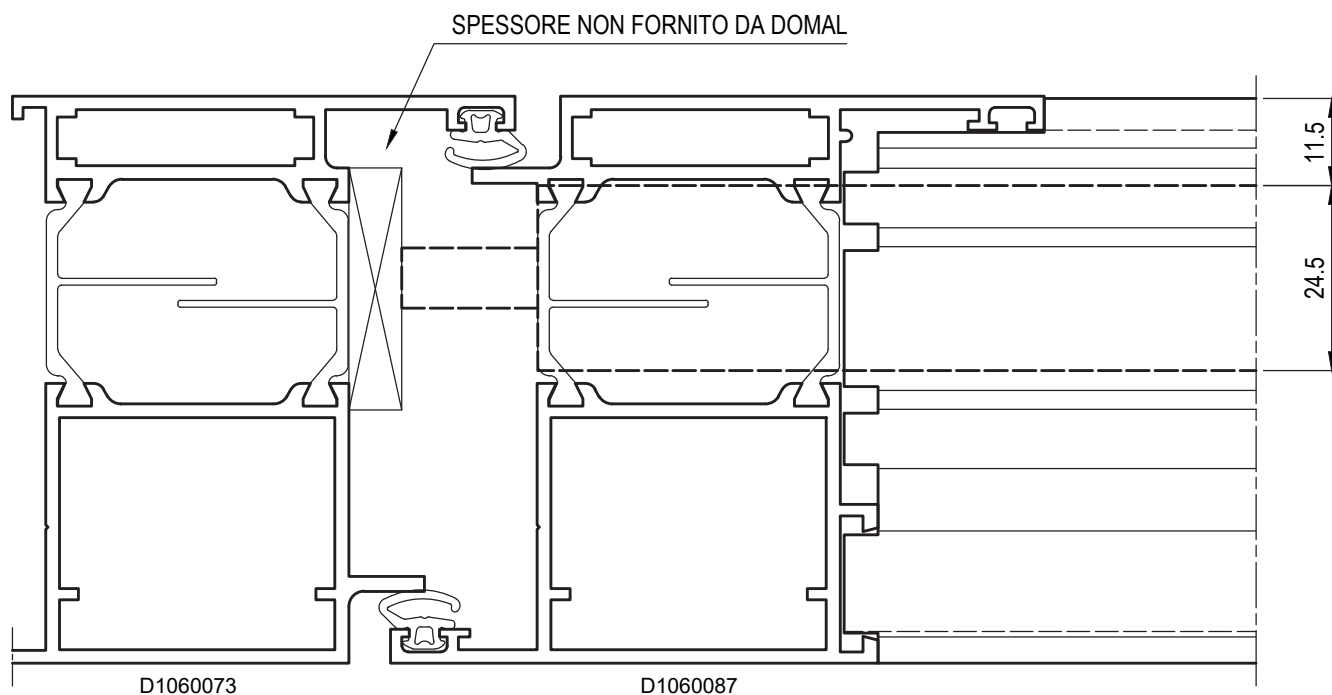 SPESSORE NON FORNITO DA DOMAL
11.5
24.5
D1060073
D1060087